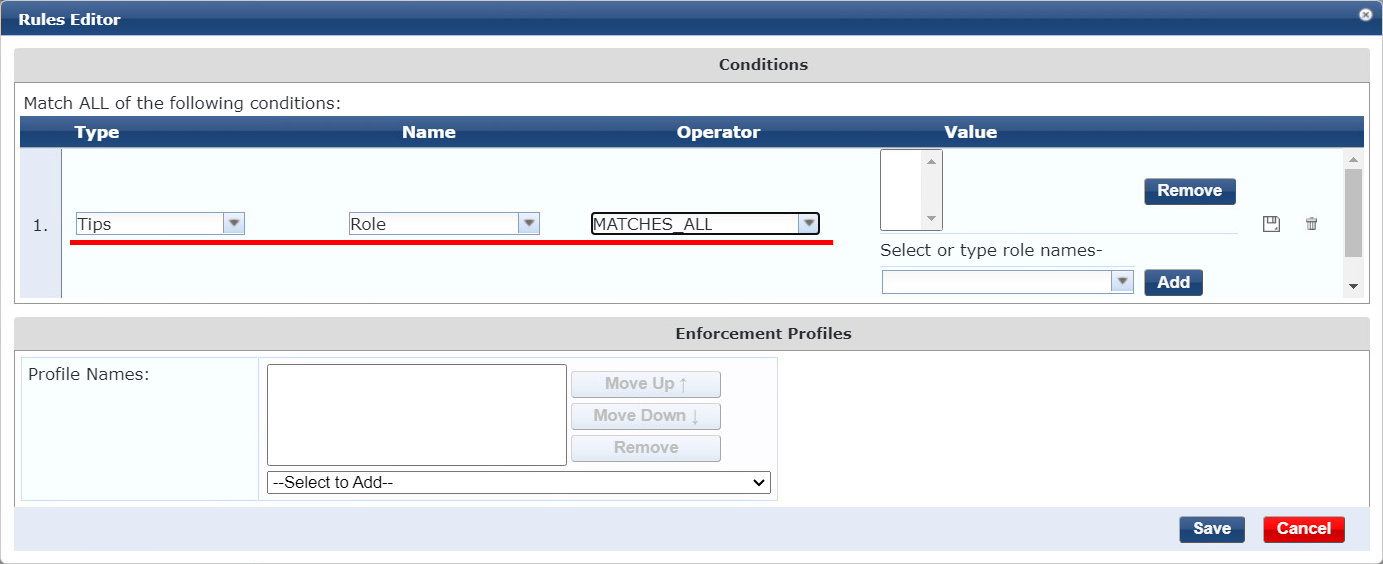 Rules Editor
Conditions
Match ALL of the following conditions:
Type Name Operator Value
Remove
1. Tips Role MATCHES_ALL
Select or type role names-
Add
Enforcement Profiles
Profile Names:
Move Up ↑
Move Down ↓
Remove
--Select to Add--
Save Cancel